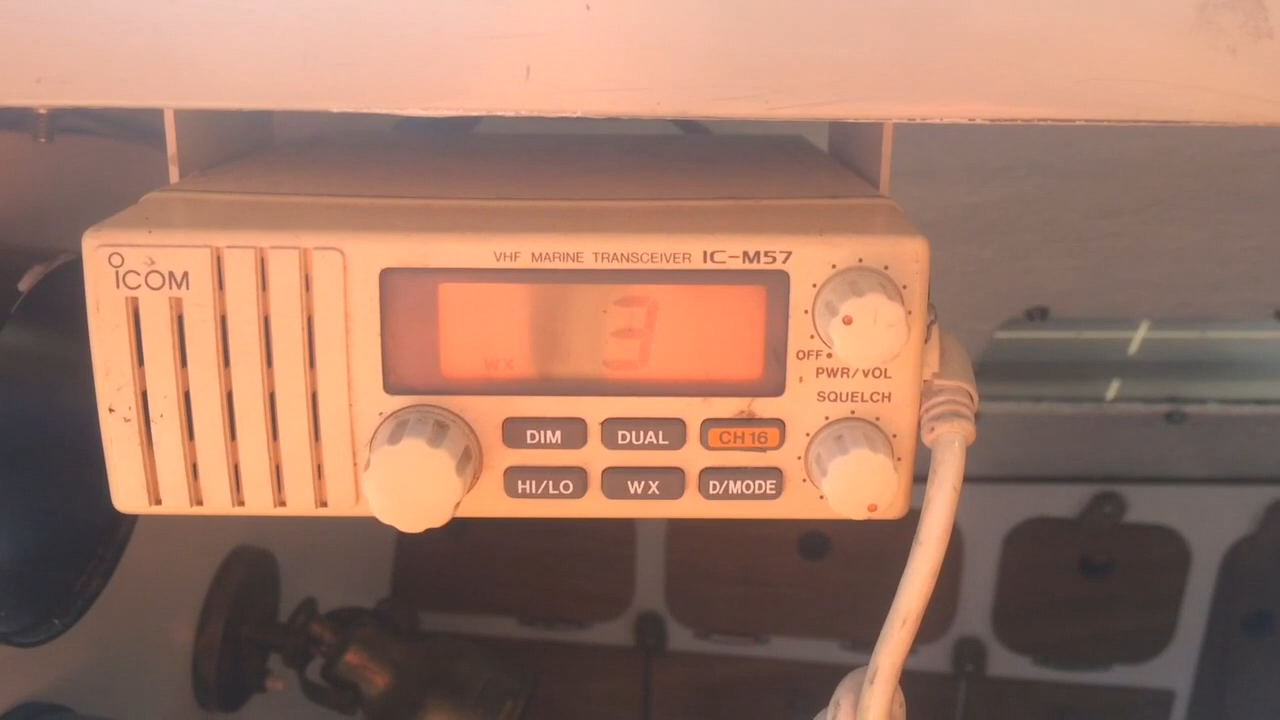 ICOM
VHF MARINE TRANSCEIVER IC-M57
3
WX
OFF
PWR/VOL
SQUELCH
DIM DUAL CH16
HI/LO WX D/MODE